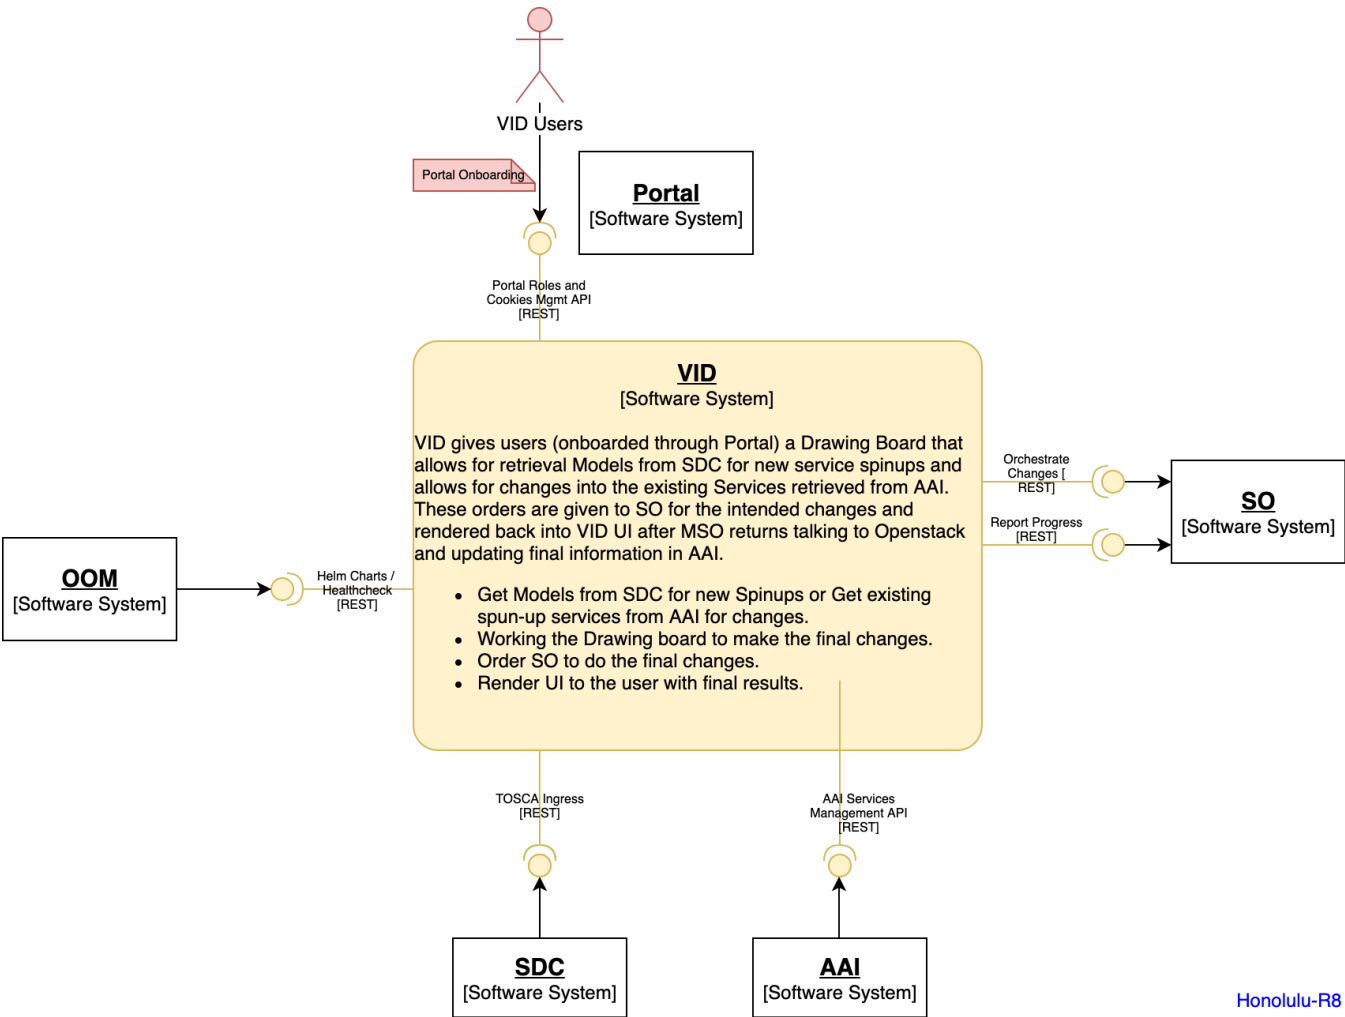 VID Users
Portal Onboarding
Portal
[Software System]
Portal Roles and
Cookies Mgmt API
[REST]
VID
[Software System]
VID gives users (onboarded through Portal) a Drawing Board that
allows for retrieval Models from SDC for new service spinups and
allows for changes into the existing Services retrieved from AAI.
These orders are given to SO for the intended changes and
rendered back into VID UI after MSO returns talking to Openstack
and updating final information in AAI.
• Get Models from SDC for new Spinups or Get existing
spun-up services from AAI for changes.
• Working the Drawing board to make the final changes.
• Order SO to do the final changes.
• Render UI to the user with final results.
Orchestrate
Changes [
REST]
Report Progress
[REST]
SO
[Software System]
OOM
[Software System]
Helm Charts /
Healthcheck
[REST]
TOSCA Ingress
[REST]
AAI Services
Management API
[REST]
SDC
[Software System]
AAI
[Software System]
Honolulu-R8